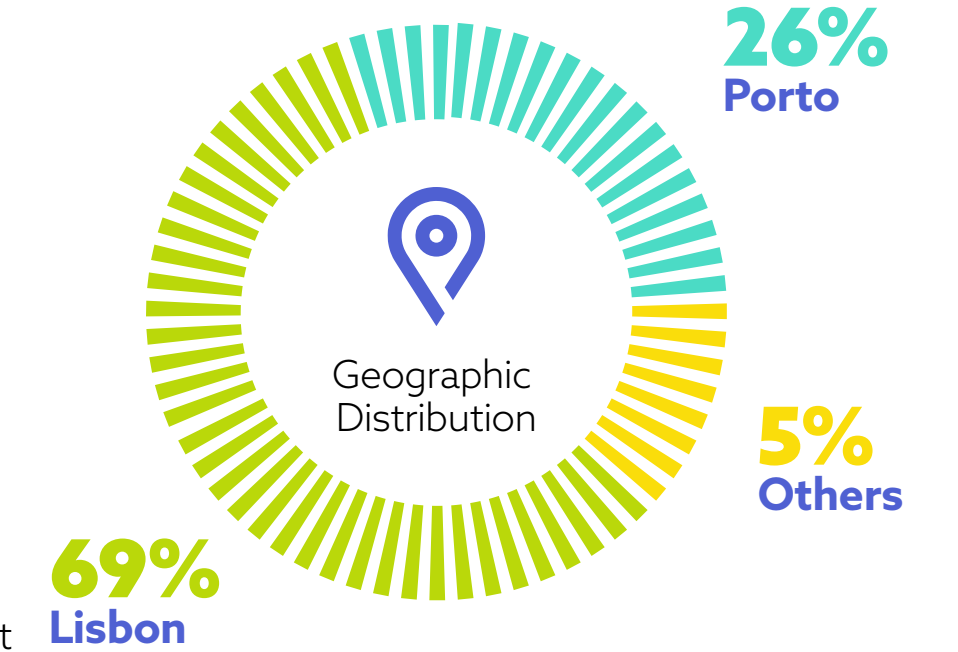 26%
Porto
Geographic
Distribution
5%
Others
69%
Lisbon
t